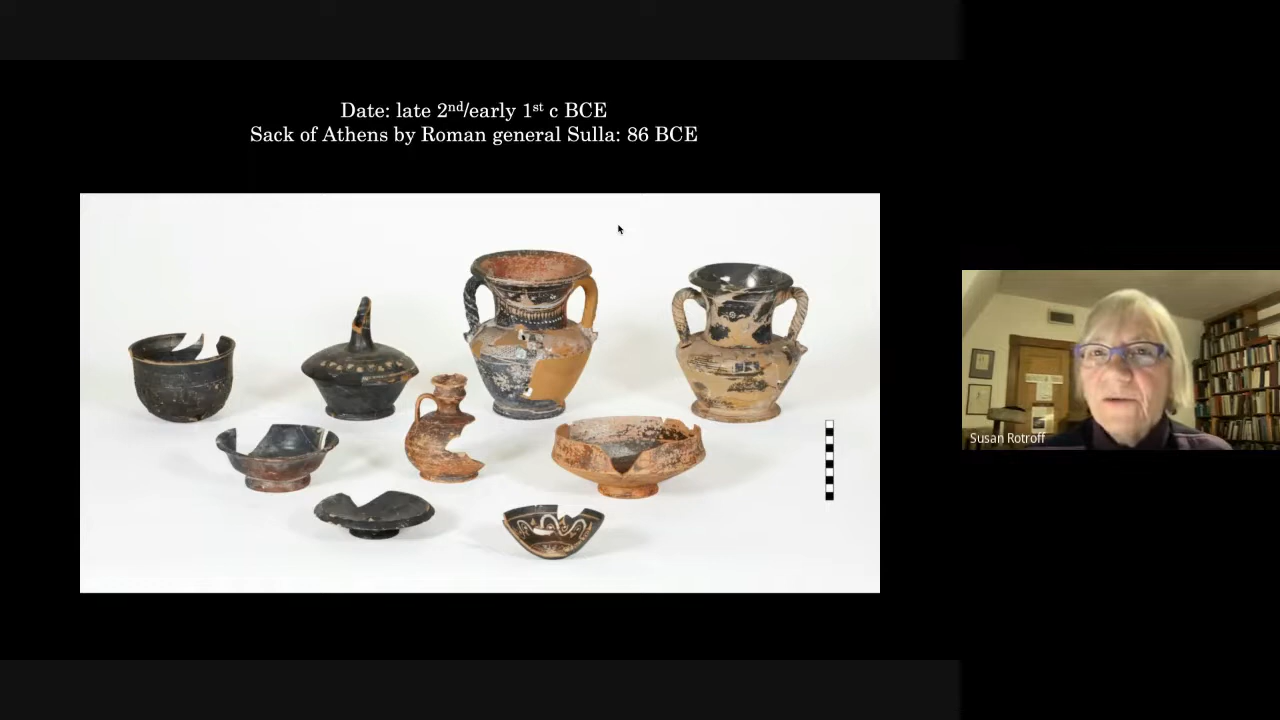 Date: late 2nd/early 1st c BCE
Sack of Athens by Roman general Sulla: 86 BCE
Susan Rotroff